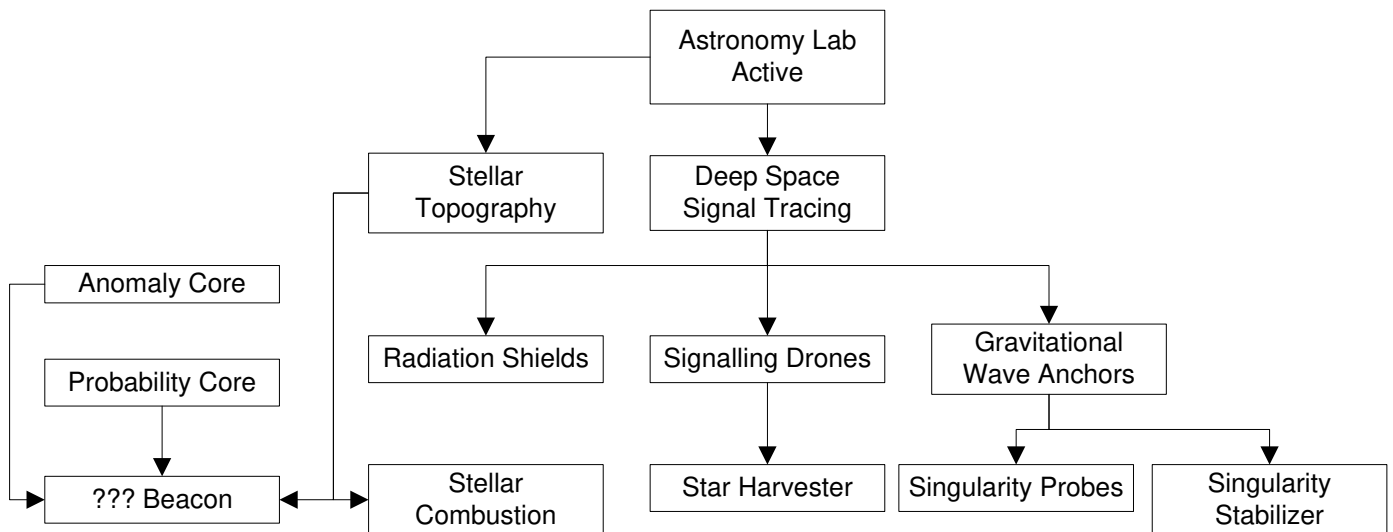 Astronomy Lab
Active
Stellar
Topography
Deep Space
Signal Tracing
Anomaly Core
Radiation Shields
Signalling Drones
Gravitational
Wave Anchors
Probability Core
??? Beacon
Stellar
Combustion
Star Harvester
Singularity Probes
Singularity
Stabilizer